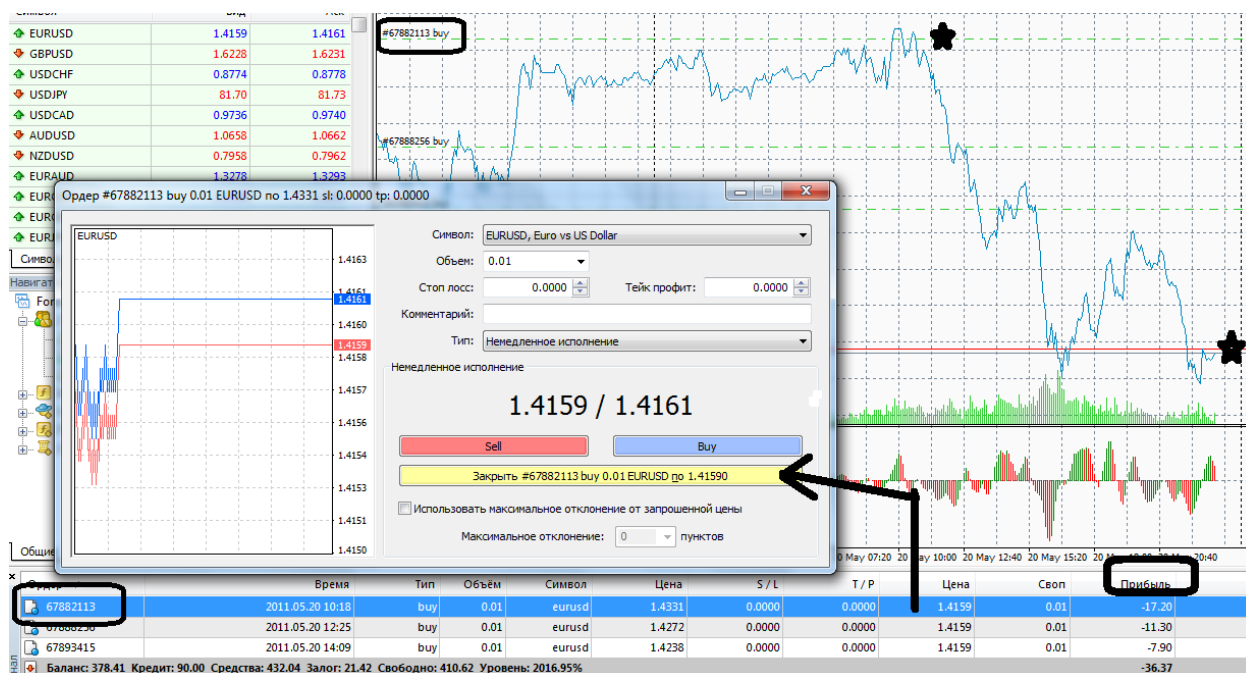 Символ Бид Аск
EURUSD 1.4159 1.4161
GBPUSD 1.6228 1.6231
USDCHF 0.8774 0.8778
USDJPY 81.70 81.73
USDCAD 0.9736 0.9740
AUDUSD 1.0658 1.0662
NZDUSD 0.7958 0.7962
EURAUD 1.3278 1.3293
#67882113 buy
#67888256 buy
Ордер #67882113 buy 0.01 EURUSD по 1.4331 sl: 0.0000 tp: 0.0000
EURUSD
1.4163
1.4161
1.4160
1.4159
1.4158
1.4157
1.4156
1.4154
1.4153
1.4151
1.4150
Символ: EURUSD, Euro vs US Dollar
Объем: 0.01
Стоп лосс: 0.0000 Тейк профит: 0.0000
Комментарий:
Тип: Немедленное исполнение
Немедленное исполнение
1.4159 / 1.4161
Sell Buy
Закрыть #67882113 buy 0.01 EURUSD по 1.41590
Использовать максимальное отклонение от запрошенной цены
Максимальное отклонение: 0 пунктов
May 07:20 20 May 10:00 20 May 12:40 20 May 15:20 20 20:40
Ордер Время Тип Объём Символ Цена S / L T / P Цена Своп Прибыль
67882113 2011.05.20 10:18 buy 0.01 eurusd 1.4331 0.0000 0.0000 1.4159 0.01 -17.20
67888256 2011.05.20 12:25 buy 0.01 eurusd 1.4272 0.0000 0.0000 1.4159 0.01 -11.30
67893415 2011.05.20 14:09 buy 0.01 eurusd 1.4238 0.0000 0.0000 1.4159 0.01 -7.90
Баланс: 378.41 Кредит: 90.00 Средства: 432.04 Залог: 21.42 Свободно: 410.62 Уровень: 2016.95% -36.37